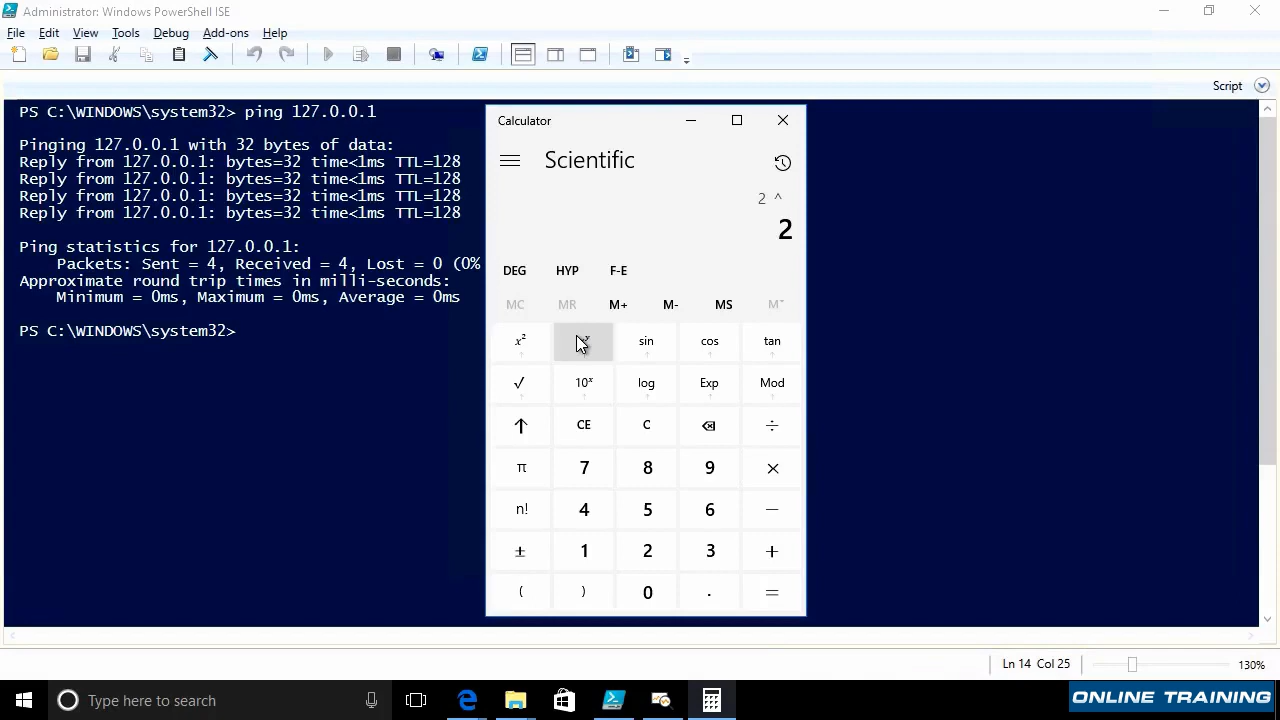 Administrator: Windows PowerShell ISE
File Edit View Tools Debug Add-ons Help
Script
PS C:\WINDOWS\system32> ping 127.0.0.1
Pinging 127.0.0.1 with 32 bytes of data:
Reply from 127.0.0.1: bytes=32 time<1ms TTL=128
Reply from 127.0.0.1: bytes=32 time<1ms TTL=128
Reply from 127.0.0.1: bytes=32 time<1ms TTL=128
Reply from 127.0.0.1: bytes=32 time<1ms TTL=128
Ping statistics for 127.0.0.1:
Packets: Sent = 4, Received = 4, Lost = 0 (0%
Approximate round trip times in milli-seconds:
Minimum = 0ms, Maximum = 0ms, Average = 0ms
PS C:\WINDOWS\system32>
Calculator
Scientific
2 ^
2
DEG HYP F-E
MC MR M+ M- MS M˅
x² sin cos tan
√ 10ˣ log Exp Mod
↑ CE C ⌫ ÷
π 7 8 9 ×
n! 4 5 6 −
± 1 2 3 +
( ) 0 . =
Ln 14 Col 25 130%
Type here to search
ONLINE TRAINING